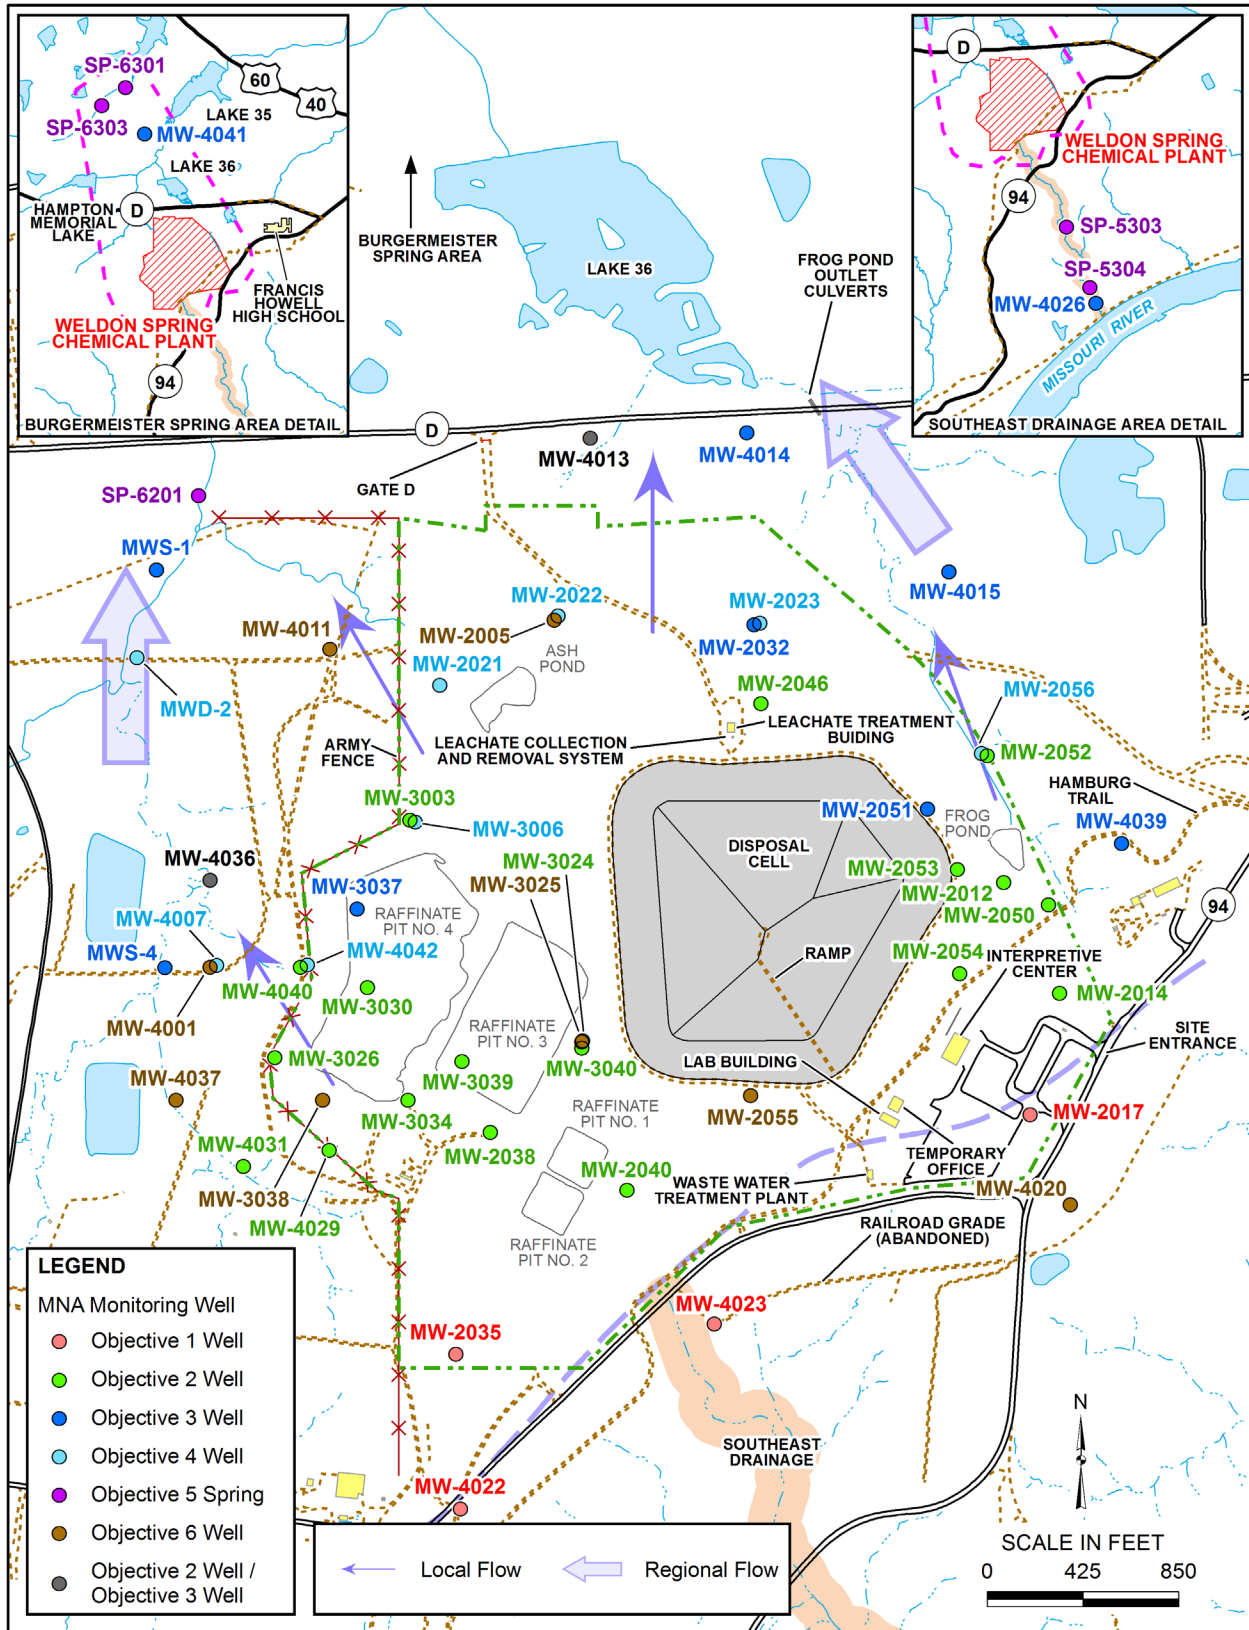 SP-6301
SP-6303
MW-4041
LAKE 35
LAKE 36
60
40
D
HAMPTON
MEMORIAL
LAKE
FRANCIS
HOWELL
HIGH SCHOOL
WELDON SPRING
CHEMICAL PLANT
94
BURGERMEISTER SPRING AREA DETAIL
BURGERMEISTER
SPRING AREA
LAKE 36
FROG POND
OUTLET
CULVERTS
D
WELDON SPRING
CHEMICAL PLANT
94
SP-5303
SP-5304
MW-4026
MISSOURI RIVER
SOUTHEAST DRAINAGE AREA DETAIL
D
MW-4013
MW-4014
GATE D
SP-6201
MWS-1
MW-4015
MW-2022
MW-2023
MW-4011
MW-2005
MW-2032
ASH
POND
MW-2021
MW-2046
MW-2056
MWD-2
LEACHATE TREATMENT
BUIDING
ARMY
FENCE
LEACHATE COLLECTION
AND REMOVAL SYSTEM
MW-2052
HAMBURG
TRAIL
MW-3003
MW-2051
FROG
POND
MW-4039
MW-3006
DISPOSAL
CELL
MW-4036
MW-3024
MW-3025
MW-2053
MW-3037
MW-2012
MW-4007
RAFFINATE
PIT NO. 4
MW-2050
94
MWS-4
MW-4042
RAMP
MW-2054
INTERPRETIVE
CENTER
MW-4040
MW-3030
MW-2014
MW-4001
RAFFINATE
PIT NO. 3
SITE
ENTRANCE
MW-3026
MW-3040
LAB BUILDING
MW-4037
MW-3039
MW-2055
RAFFINATE
PIT NO. 1
MW-2017
MW-3034
MW-4031
MW-2038
TEMPORARY
OFFICE
MW-2040
WASTE WATER
TREATMENT PLANT
MW-4020
MW-3038
MW-4029
RAILROAD GRADE
(ABANDONED)
RAFFINATE
PIT NO. 2
MW-4023
MW-2035
SOUTHEAST
DRAINAGE
MW-4022
LEGEND
MNA Monitoring Well
Objective 1 Well
Objective 2 Well
Objective 3 Well
Objective 4 Well
Objective 5 Spring
Objective 6 Well
Objective 2 Well /
Objective 3 Well
Local Flow
Regional Flow
N
SCALE IN FEET
0 425 850